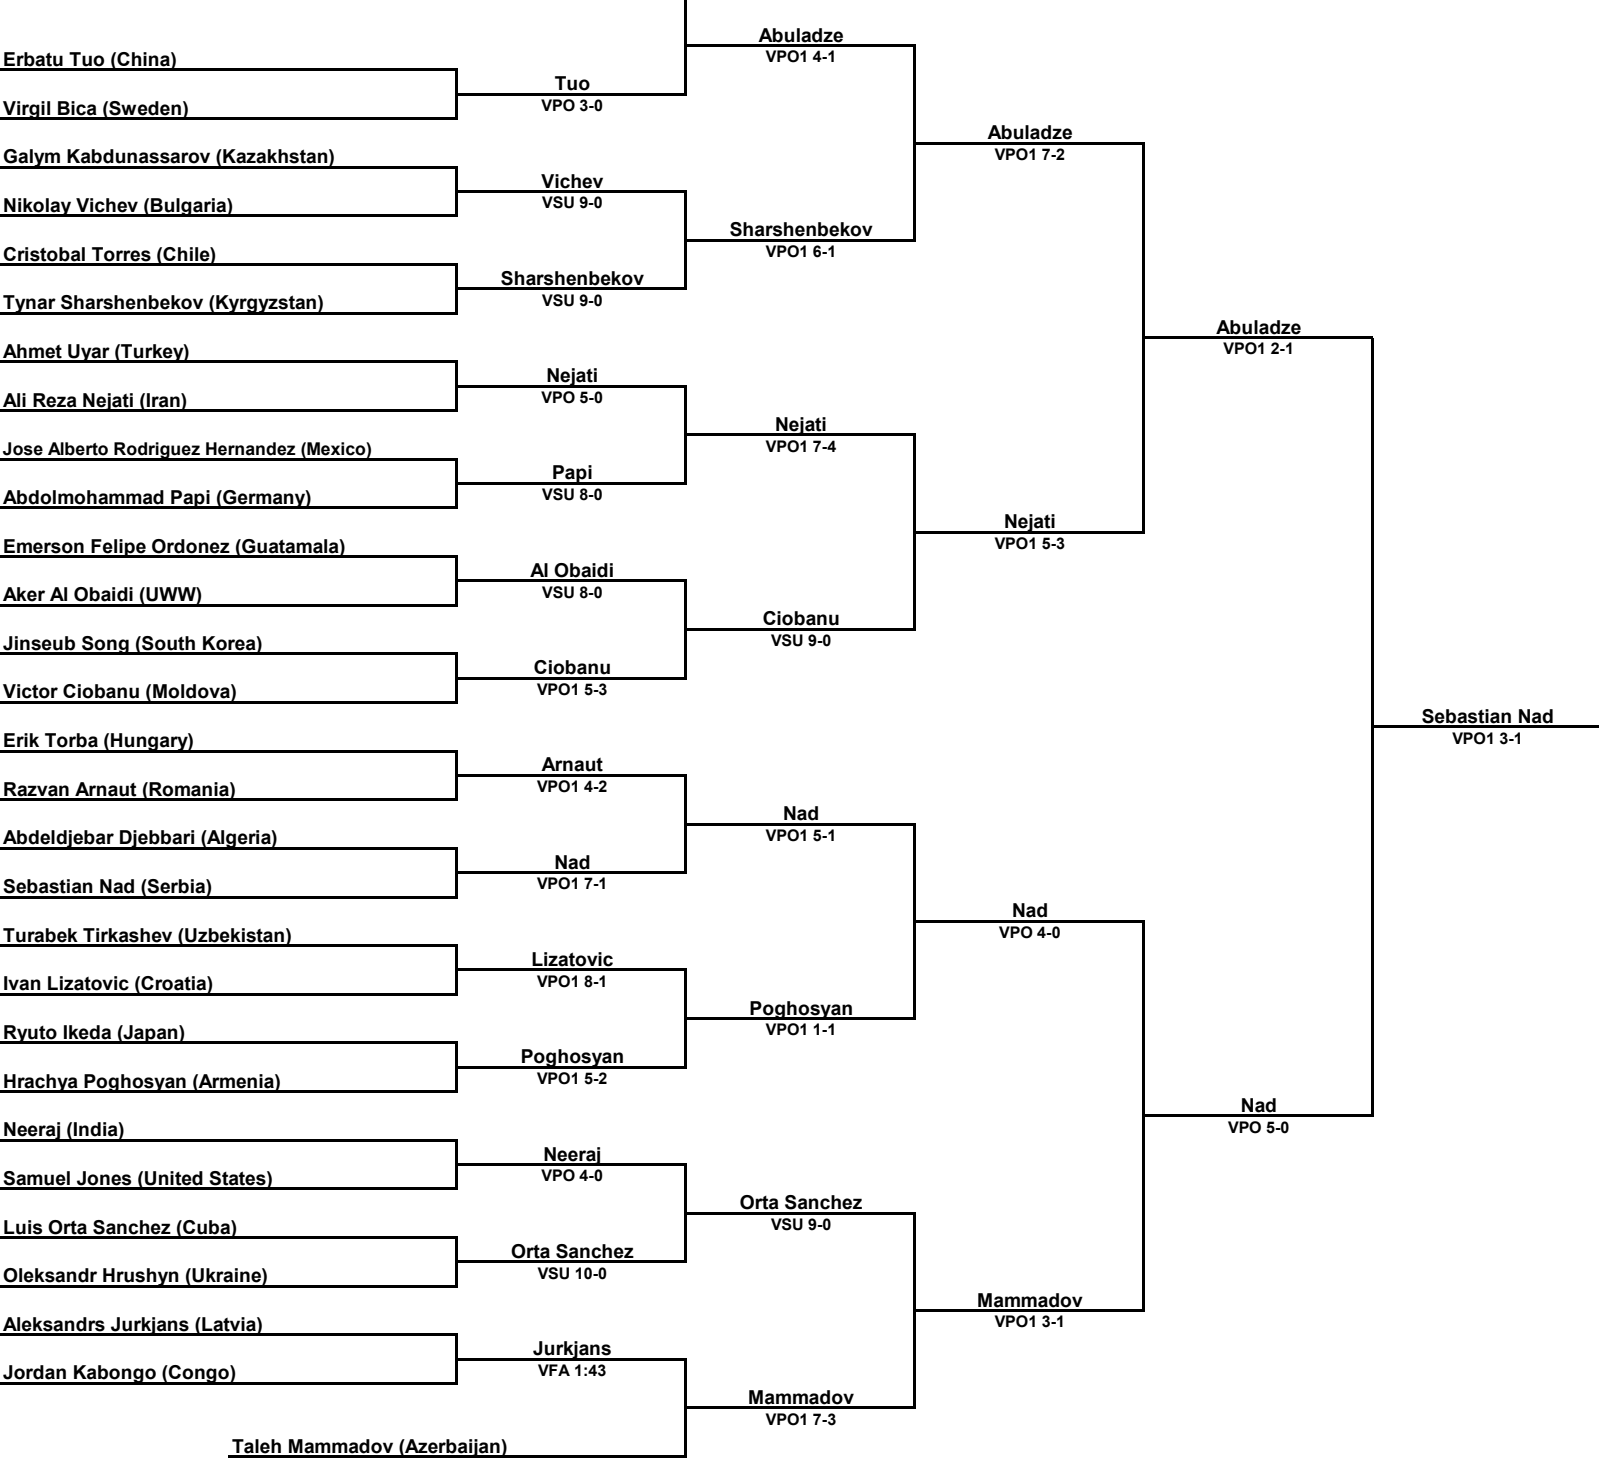 Abuladze
VPO1 4-1
Erbatu Tuo (China)
Tuo
VPO 3-0
Virgil Bica (Sweden)
Abuladze
VPO1 7-2
Galym Kabdunassarov (Kazakhstan)
Vichev
VSU 9-0
Nikolay Vichev (Bulgaria)
Sharshenbekov
VPO1 6-1
Cristobal Torres (Chile)
Sharshenbekov
VSU 9-0
Tynar Sharshenbekov (Kyrgyzstan)
Abuladze
VPO1 2-1
Ahmet Uyar (Turkey)
Nejati
VPO 5-0
Ali Reza Nejati (Iran)
Nejati
VPO1 7-4
Jose Alberto Rodriguez Hernandez (Mexico)
Papi
VSU 8-0
Abdolmohammad Papi (Germany)
Nejati
VPO1 5-3
Emerson Felipe Ordonez (Guatamala)
Al Obaidi
VSU 8-0
Aker Al Obaidi (UWW)
Ciobanu
VSU 9-0
Jinseub Song (South Korea)
Ciobanu
VPO1 5-3
Victor Ciobanu (Moldova)
Sebastian Nad
VPO1 3-1
Erik Torba (Hungary)
Arnaut
VPO1 4-2
Razvan Arnaut (Romania)
Nad
VPO1 5-1
Abdeldjebar Djebbari (Algeria)
Nad
VPO1 7-1
Sebastian Nad (Serbia)
Nad
VPO 4-0
Turabek Tirkashev (Uzbekistan)
Lizatovic
VPO1 8-1
Ivan Lizatovic (Croatia)
Poghosyan
VPO1 1-1
Ryuto Ikeda (Japan)
Poghosyan
VPO1 5-2
Hrachya Poghosyan (Armenia)
Nad
VPO 5-0
Neeraj (India)
Neeraj
VPO 4-0
Samuel Jones (United States)
Orta Sanchez
VSU 9-0
Luis Orta Sanchez (Cuba)
Orta Sanchez
VSU 10-0
Oleksandr Hrushyn (Ukraine)
Mammadov
VPO1 3-1
Aleksandrs Jurkjans (Latvia)
Jurkjans
VFA 1:43
Jordan Kabongo (Congo)
Mammadov
VPO1 7-3
Taleh Mammadov (Azerbaijan)